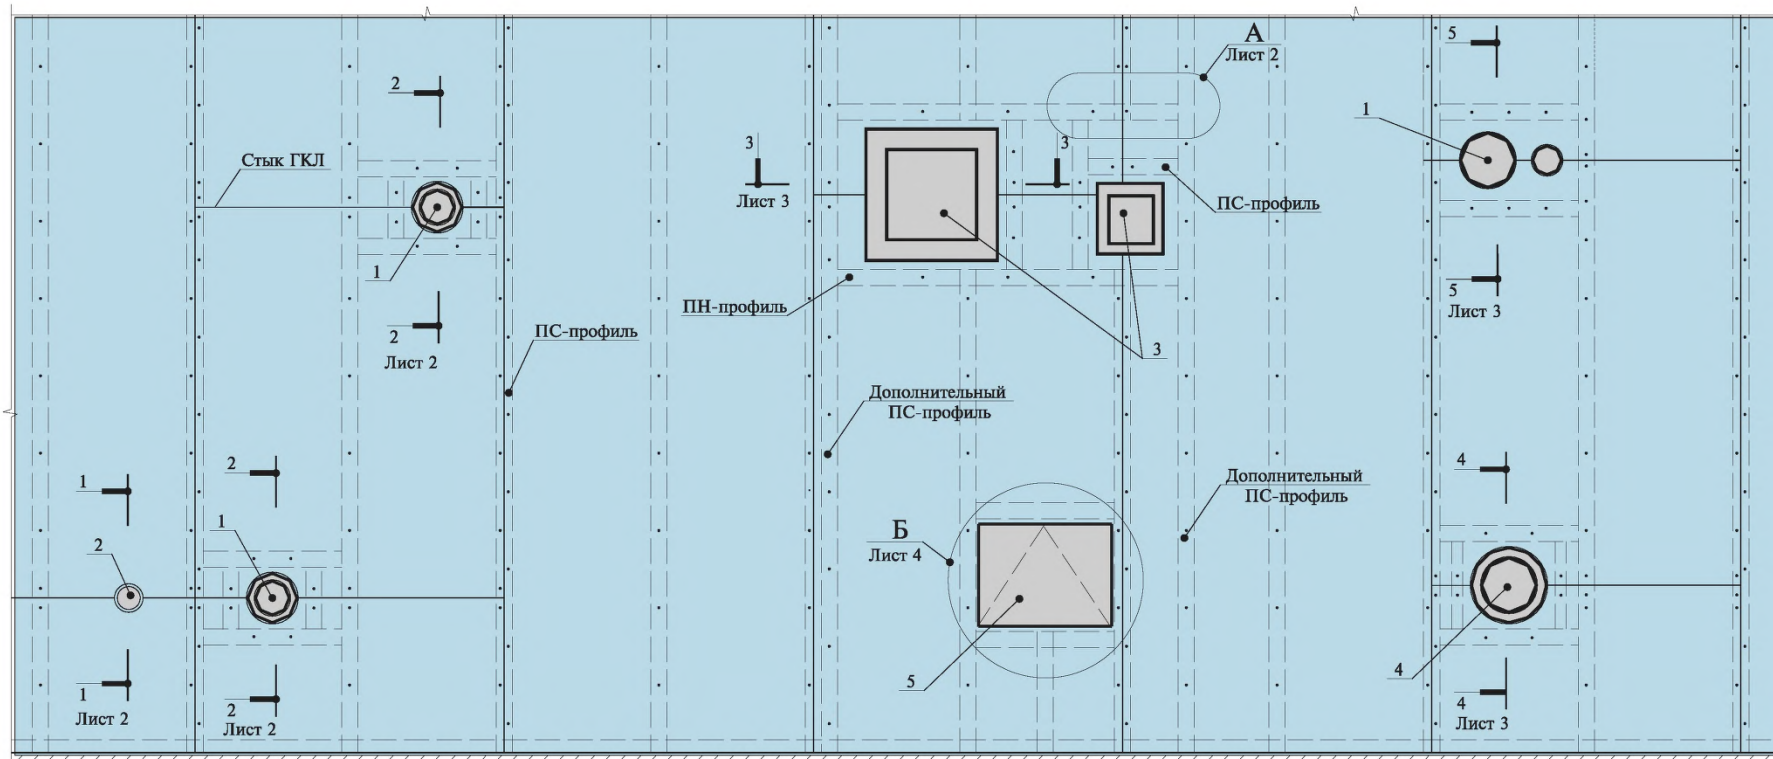 А
Лист 2
5
2
1
3
3
Стык ГКЛ
Лист 3
ПС-профиль
1
5
Лист 3
ПН-профиль
2
Лист 2
ПС-профиль
3
Дополнительный
ПС-профиль
2
4
1
Дополнительный
ПС-профиль
1
Б
2
Лист 4
4
5
1
Лист 2
2
Лист 2
4
Лист 3